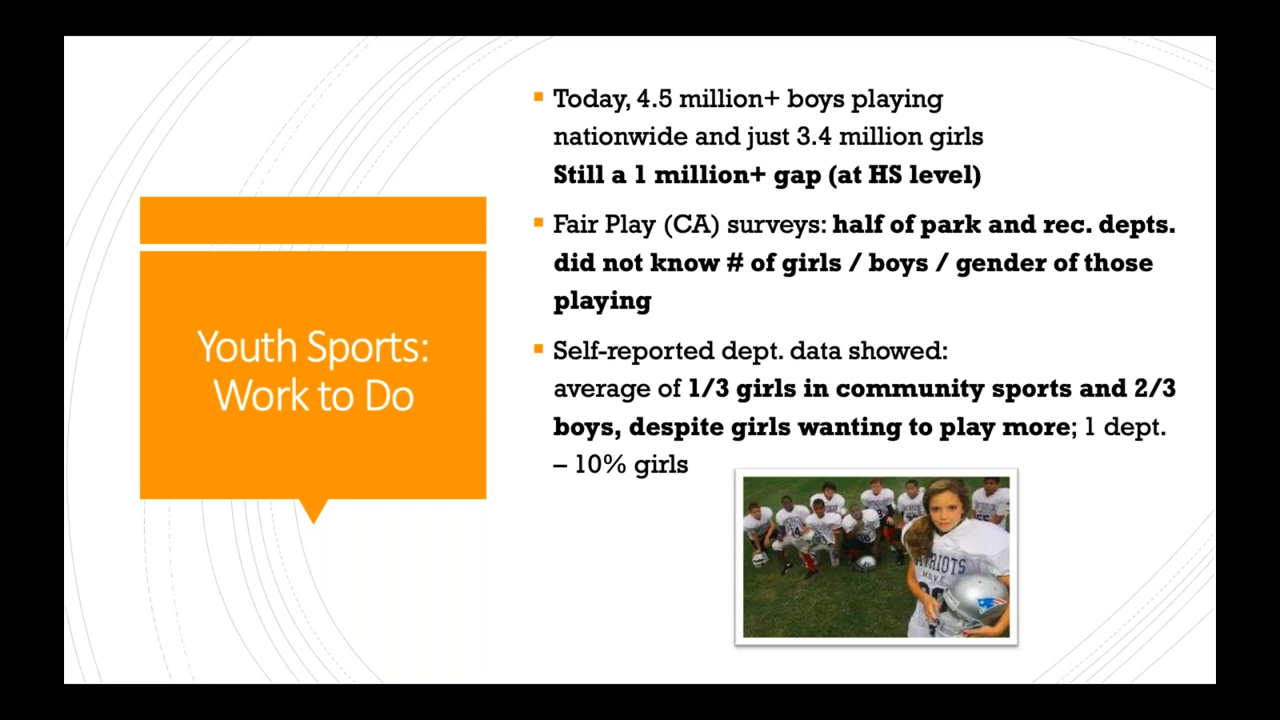 Youth Sports:
Work to Do
Today, 4.5 million+ boys playing
nationwide and just 3.4 million girls
Still a 1 million+ gap (at HS level)
Fair Play (CA) surveys: half of park and rec. depts.
did not know # of girls / boys / gender of those
playing
Self-reported dept. data showed:
average of 1/3 girls in community sports and 2/3
boys, despite girls wanting to play more; 1 dept.
– 10% girls